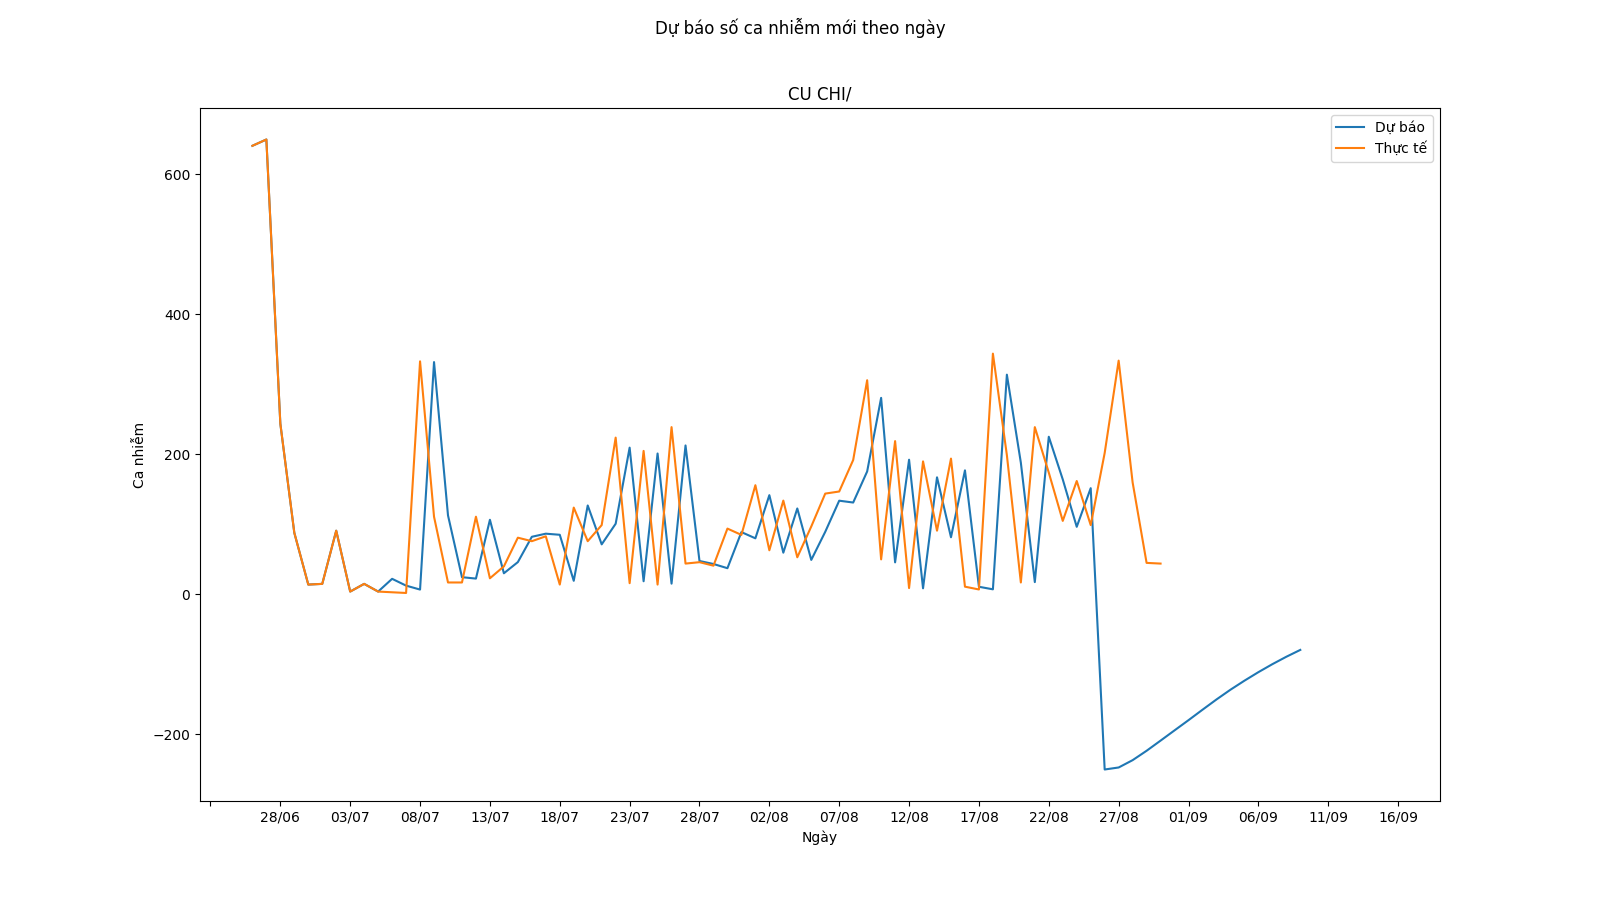 Dự báo số ca nhiễm mới theo ngày
CU CHI/
Dự báo
Thực tế
600
400
200
0
−200
Ca nhiễm
28/06 03/07 08/07 13/07 18/07 23/07 28/07 02/08 07/08 12/08 17/08 22/08 27/08 01/09 06/09 11/09 16/09
Ngày